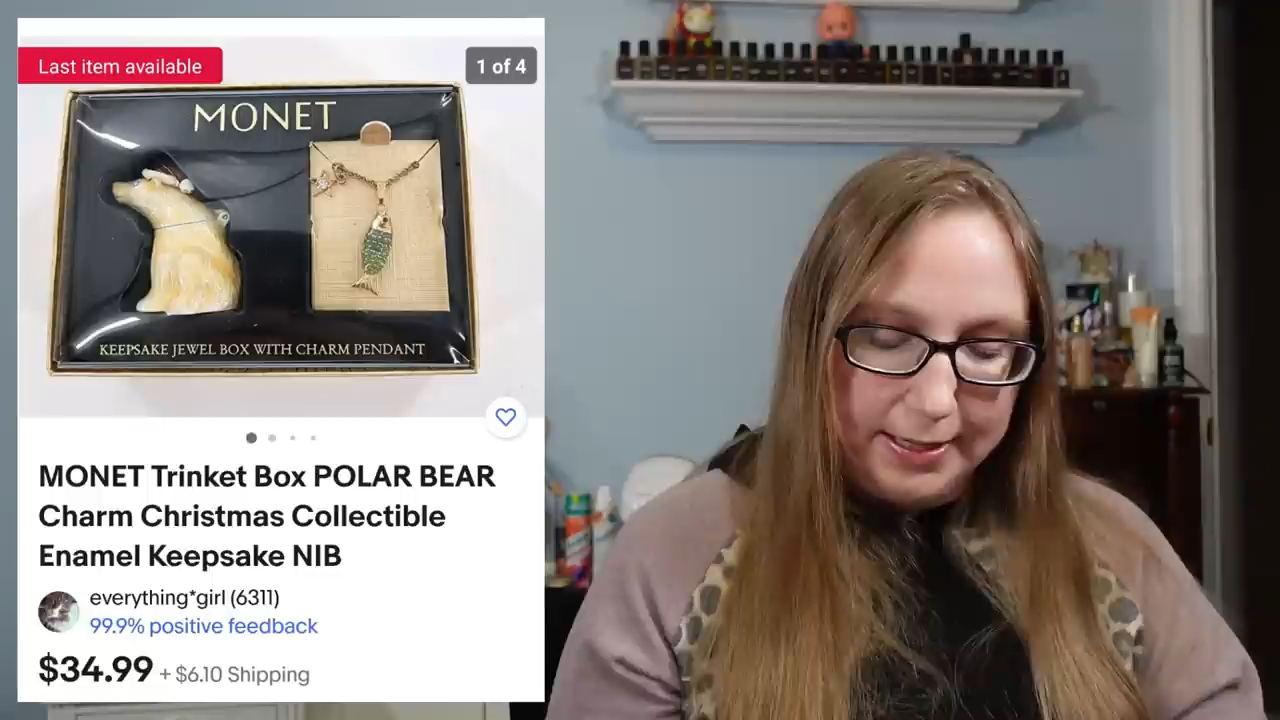 Last item available
1 of 4
MONET
KEEPSAKE JEWEL BOX WITH CHARM PENDANT
MONET Trinket Box POLAR BEAR
Charm Christmas Collectible
Enamel Keepsake NIB
everything*girl (6311)
99.9% positive feedback
$34.99 + $6.10 Shipping